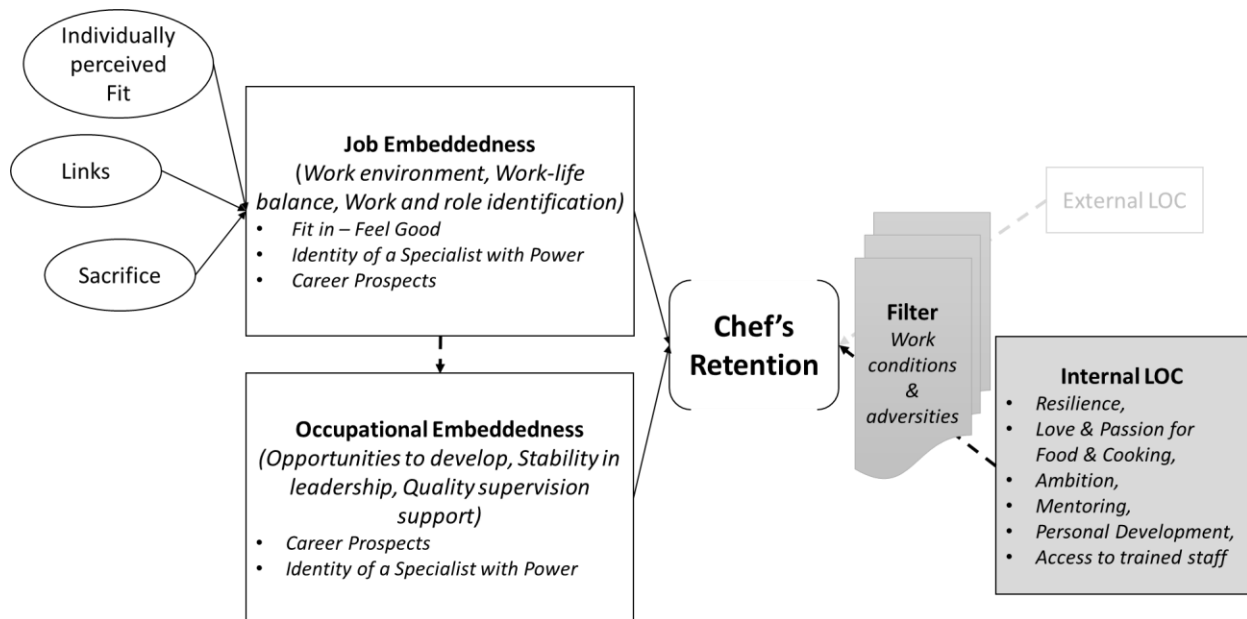 Individually
perceived
Fit
Links
Sacrifice
Job Embeddedness
(Work environment, Work-life
balance, Work and role identification)
• Fit in – Feel Good
• Identity of a Specialist with Power
• Career Prospects
Occupational Embeddedness
(Opportunities to develop, Stability in
leadership, Quality supervision
support)
• Career Prospects
• Identity of a Specialist with Power
Chef's
Retention
Filter
Work
conditions
&
adversities
External LOC
Internal LOC
• Resilience,
• Love & Passion for
Food & Cooking,
• Ambition,
• Mentoring,
• Personal Development,
• Access to trained staff